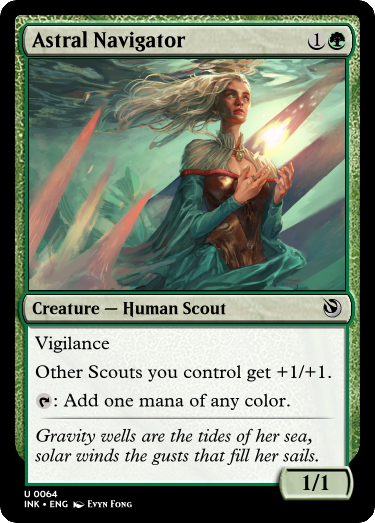 Astral Navigator 1
Creature — Human Scout
Vigilance
Other Scouts you control get +1/+1.
: Add one mana of any color.
Gravity wells are the tides of her sea,
solar winds the gusts that fill her sails.
1/1
U 0064
INK • ENG Evyn Fong